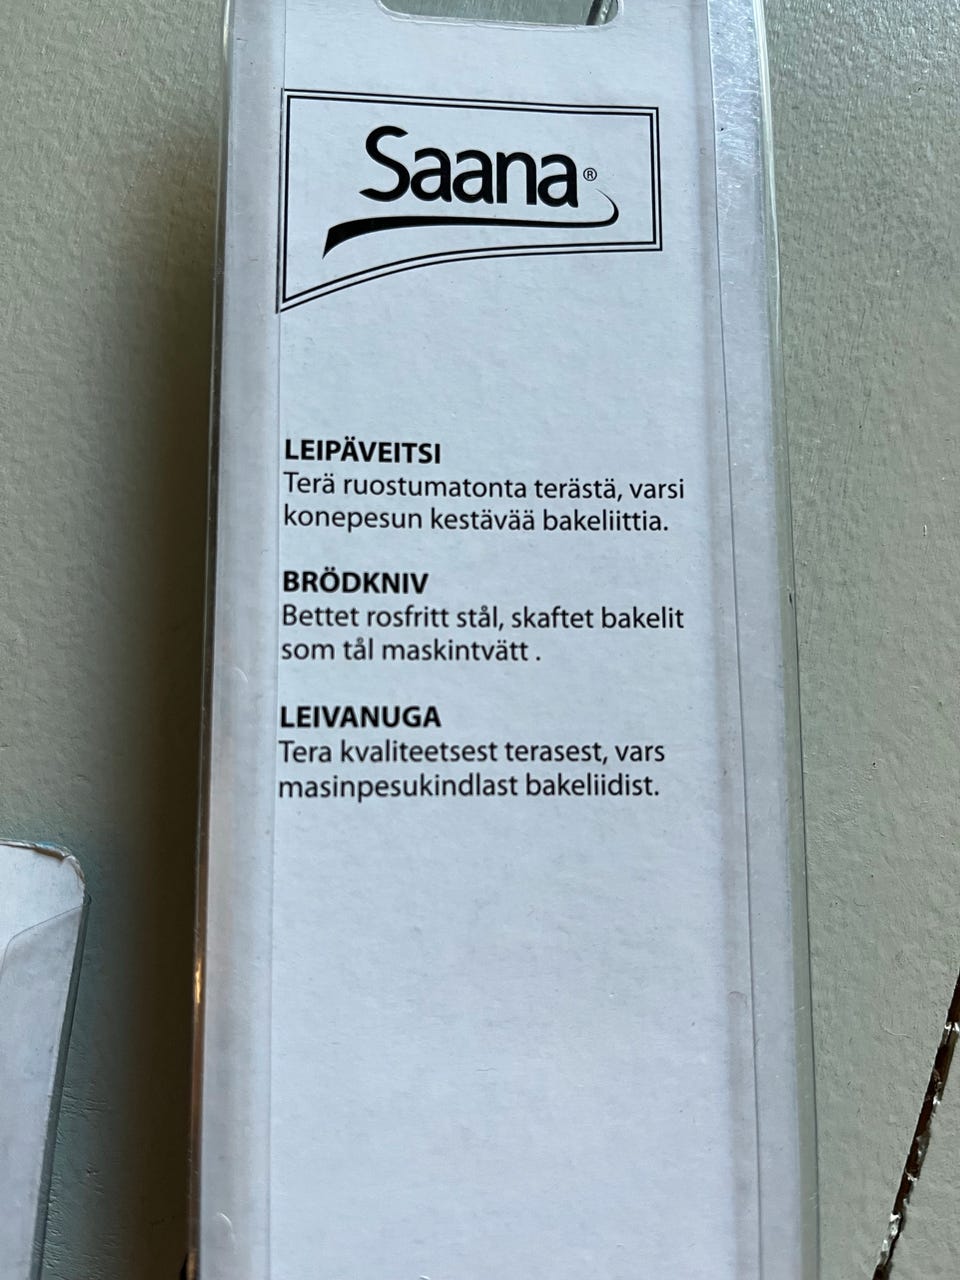 Saana®
LEIPÄVEITSI
Terä ruostumatonta terästä, varsi
konepesun kestävää bakeliittia.
BRÖDKNIV
Bettet rosfritt stål, skaftet bakelit
som tål maskintvätt .
LEIVANUGA
Tera kvaliteetsest terasest, vars
masinpesukindlast bakeliidist.